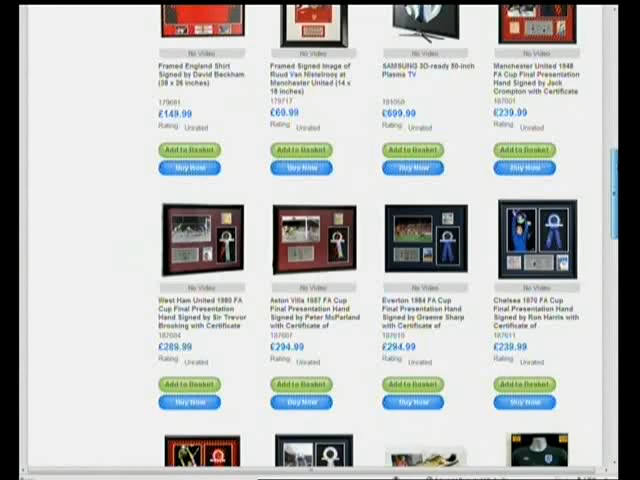 No Video
No Video
No Video
No Video
Framed England Shirt
Signed by David Beckham
(38 x 26 inches)
179681
£149.99
Rating: Unrated
Add to Basket
Buy Now
Framed Signed Image of
Ruud Van Nistelrooy at
Manchester United (14 x
18 inches)
179717
£69.99
Rating: Unrated
Add to Basket
Buy Now
SAMSUNG 3D-ready 50-inch
Plasma TV
181050
£699.99
Rating: Unrated
Add to Basket
Buy Now
Manchester United 1948
FA Cup Final Presentation
Hand Signed by Jack
Crompton with Certificate
187601
£239.99
Rating: Unrated
Add to Basket
Buy Now
No Video
No Video
No Video
No Video
West Ham United 1980 FA
Cup Final Presentation
Hand Signed by Sir Trevor
Brooking with Certificate
187604
£289.99
Rating: Unrated
Add to Basket
Buy Now
Aston Villa 1957 FA Cup
Final Presentation Hand
Signed by Peter McParland
with Certificate of
187607
£294.99
Rating: Unrated
Add to Basket
Buy Now
Everton 1984 FA Cup
Final Presentation Hand
Signed by Graeme Sharp
with Certificate of
187610
£294.99
Rating: Unrated
Add to Basket
Buy Now
Chelsea 1970 FA Cup
Final Presentation Hand
Signed by Ron Harris with
Certificate of
187611
£239.99
Rating: Unrated
Add to Basket
Buy Now